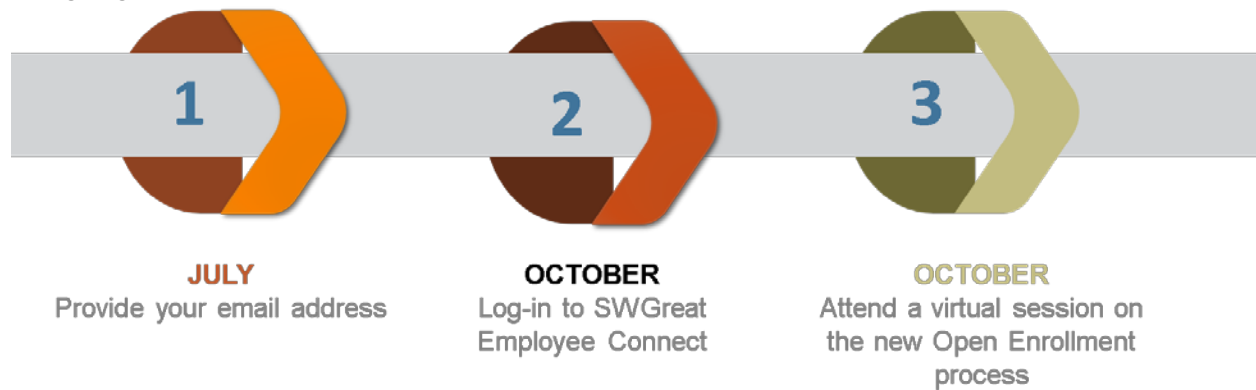 1
2
3
JULY
Provide your email address
OCTOBER
Log-in to SWGreat
Employee Connect
OCTOBER
Attend a virtual session on
the new Open Enrollment
process